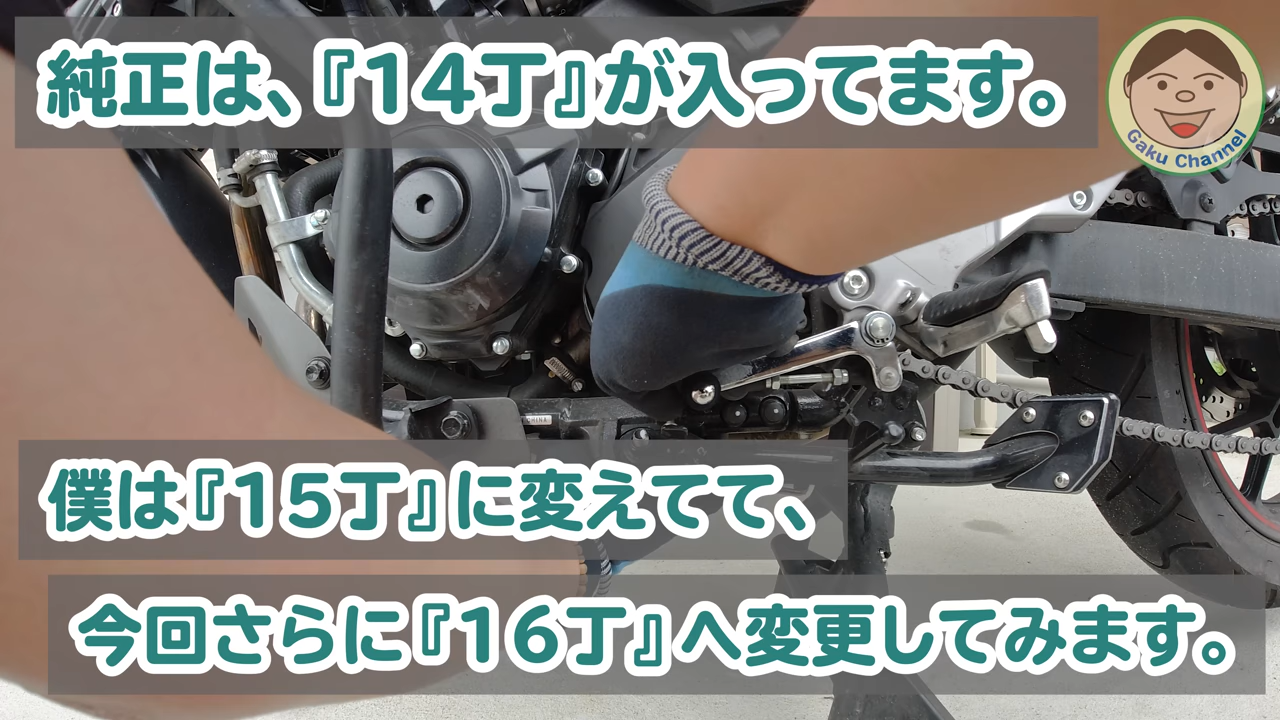 純正は、『14丁』が入ってます。
Gaku Channel
CHINA
僕は『15丁』に変えてて、
今回さらに『16丁』へ変更してみます。